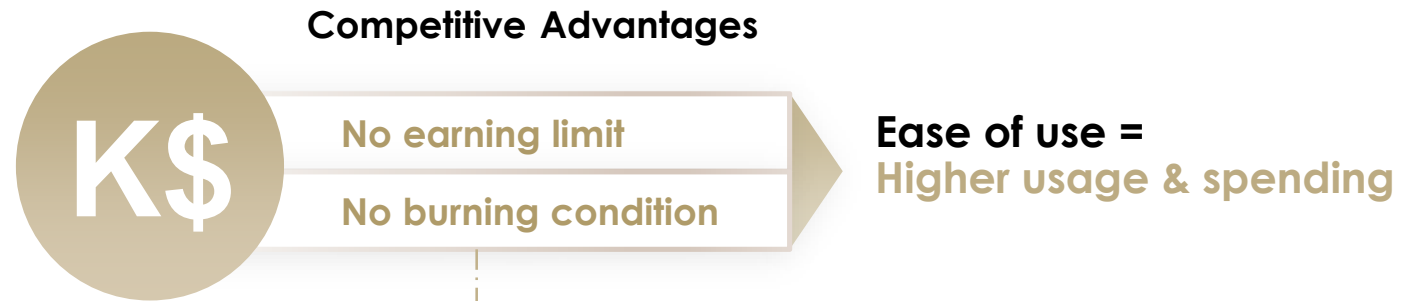 Competitive Advantages
K$
No earning limit
No burning condition
Ease of use =
Higher usage & spending